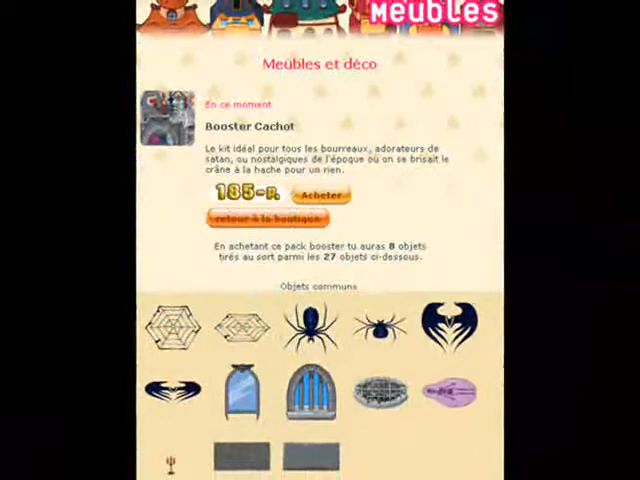 Meubles
Meubles et déco
En ce moment
Booster Cachot
Le kit idéal pour tous les bourreaux, adorateurs de
satan, ou nostalgiques de l'époque où on se brisait le
crâne à la hache pour un rien.
185-P. Acheter
retour à la boutique
En achetant ce pack booster tu auras 8 objets
tirés au sort parmi les 27 objets ci-dessous.
Objets communs